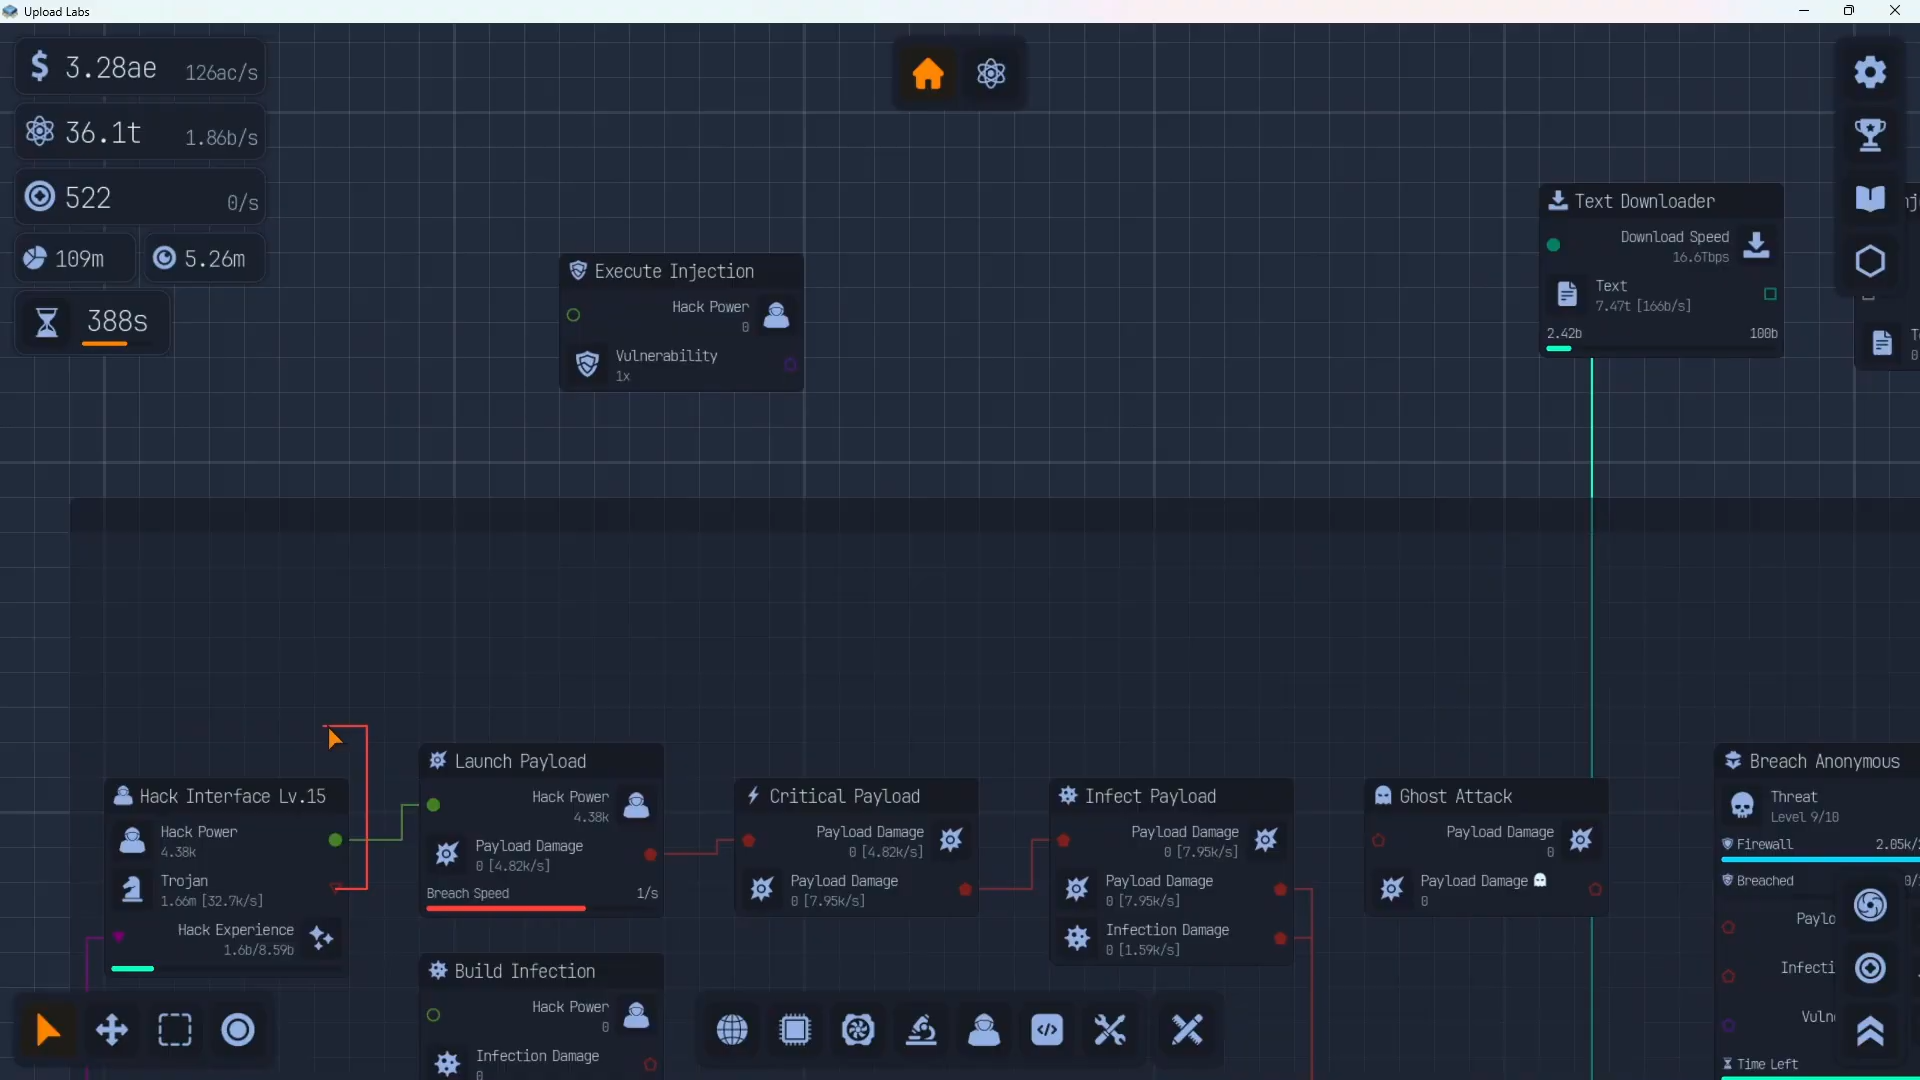 Upload Labs
3.28ae 126ac/s
36.1t 1.86b/s
522 0/s
109m 5.26m
388s
Text Downloader
Download Speed
16.6Tbps
Text
7.47t [166b/s]
2.42b 100b
Execute Injection
Hack Power
0
Vulnerability
1x
Hack Interface Lv.15
Hack Power
4.38k
Trojan
1.66m [32.7k/s]
Hack Experience
1.6b/8.59b
Launch Payload
Hack Power
4.38k
Payload Damage
0 [4.82k/s]
Breach Speed 1/s
Build Infection
Hack Power
0
Infection Damage
0
Critical Payload
Payload Damage
0 [4.82k/s]
Payload Damage
0 [7.95k/s]
Infect Payload
Payload Damage
0 [7.95k/s]
Payload Damage
0 [7.95k/s]
Infection Damage
0 [1.59k/s]
Ghost Attack
Payload Damage
0
Payload Damage
0
Breach Anonymous
Threat
Level 9/10
Firewall 2.05k/
Breached 0/
Paylo
Infecti
Vuln
Time Left